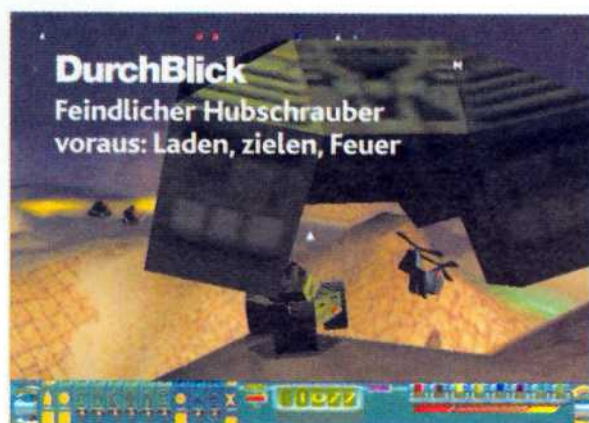 DurchBlick
Feindlicher Hubschrauber
voraus: Laden, zielen, Feuer